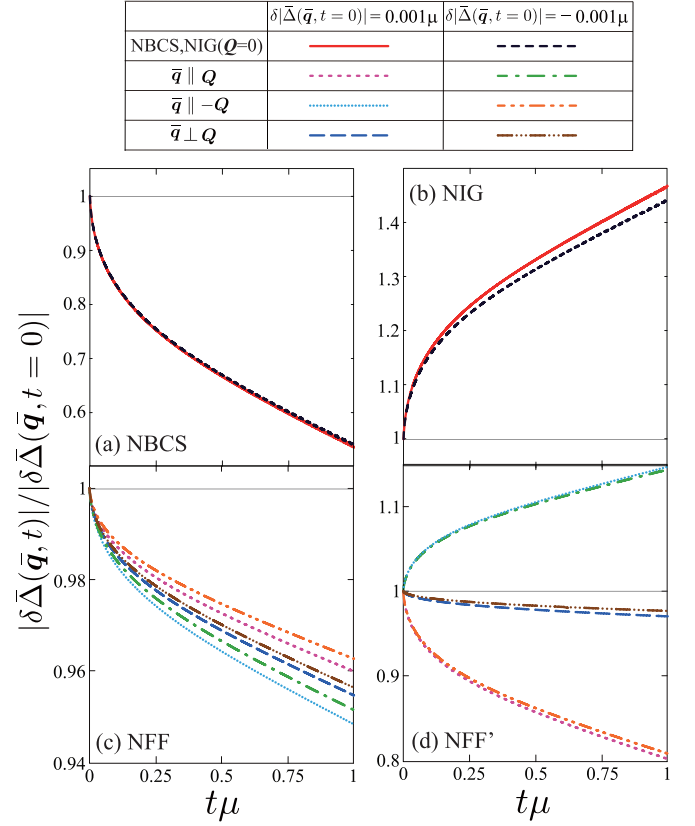 δ|Δ̄(q̄, t = 0)| = 0.001μ δ|Δ̄(q̄, t = 0)| = − 0.001μ
NBCS,NIG(Q=0)
q̄ ∥ Q
q̄ ∥ −Q
q̄ ⊥ Q
|δΔ̄(q̄, t)|/|δΔ̄(q̄, t = 0)|
1
0.9
0.8
0.7
0.6
(a) NBCS
(b) NIG
1.4
1.3
1.2
1.1
1
1
0.98
0.96
0.94
(c) NFF
0 0.25 0.5 0.75 1
tμ
1.1
1
0.9
0.8
(d) NFF’
0 0.25 0.5 0.75 1
tμ